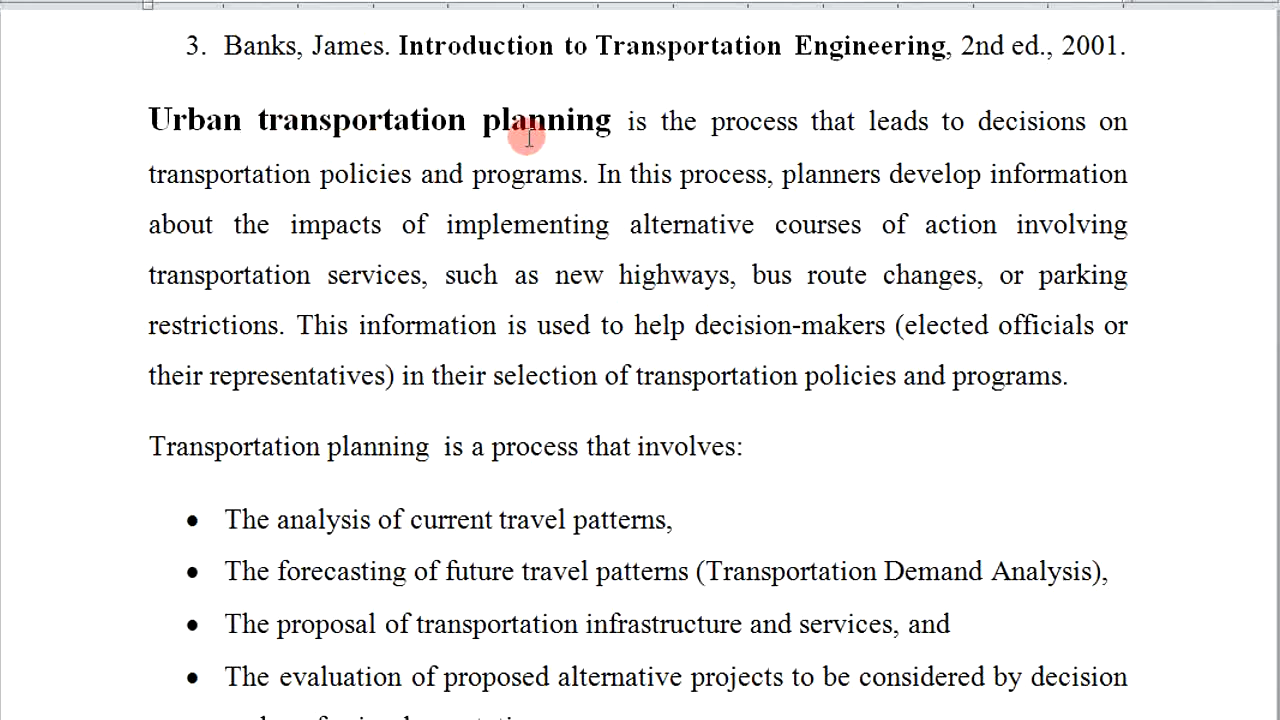 3. Banks, James. Introduction to Transportation Engineering, 2nd ed., 2001.
Urban transportation planning is the process that leads to decisions on
transportation policies and programs. In this process, planners develop information
about the impacts of implementing alternative courses of action involving
transportation services, such as new highways, bus route changes, or parking
restrictions. This information is used to help decision-makers (elected officials or
their representatives) in their selection of transportation policies and programs.
Transportation planning is a process that involves:
• The analysis of current travel patterns,
• The forecasting of future travel patterns (Transportation Demand Analysis),
• The proposal of transportation infrastructure and services, and
• The evaluation of proposed alternative projects to be considered by decision